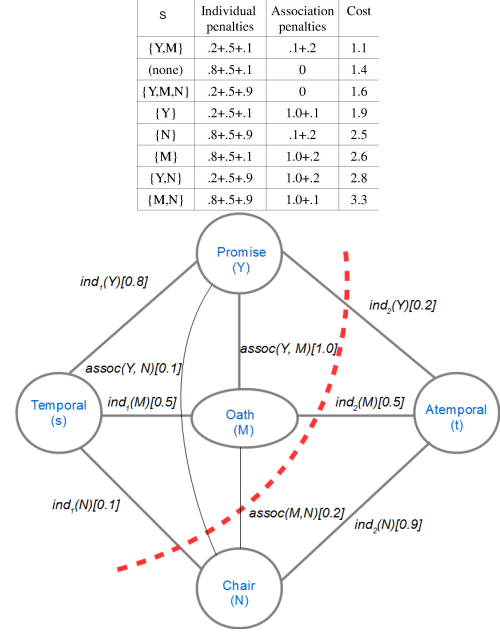 S Individual penalties Association penalties Cost
{Y,M} .2+.5+.1 .1+.2 1.1
(none) .8+.5+.1 0 1.4
{Y,M,N} .2+.5+.9 0 1.6
{Y} .2+.5+.1 1.0+.1 1.9
{N} .8+.5+.9 .1+.2 2.5
{M} .8+.5+.1 1.0+.2 2.6
{Y,N} .2+.5+.9 1.0+.2 2.8
{M,N} .8+.5+.9 1.0+.1 3.3
Promise
(Y)
ind₁(Y)[0.8]
ind₂(Y)[0.2]
assoc(Y, M)[1.0]
assoc(Y, N)[0.1]
Temporal
(s)
ind₁(M)[0.5]
Oath
(M)
ind₂(M)[0.5]
Atemporal
(t)
ind₁(N)[0.1]
assoc(M,N)[0.2]
ind₂(N)[0.9]
Chair
(N)